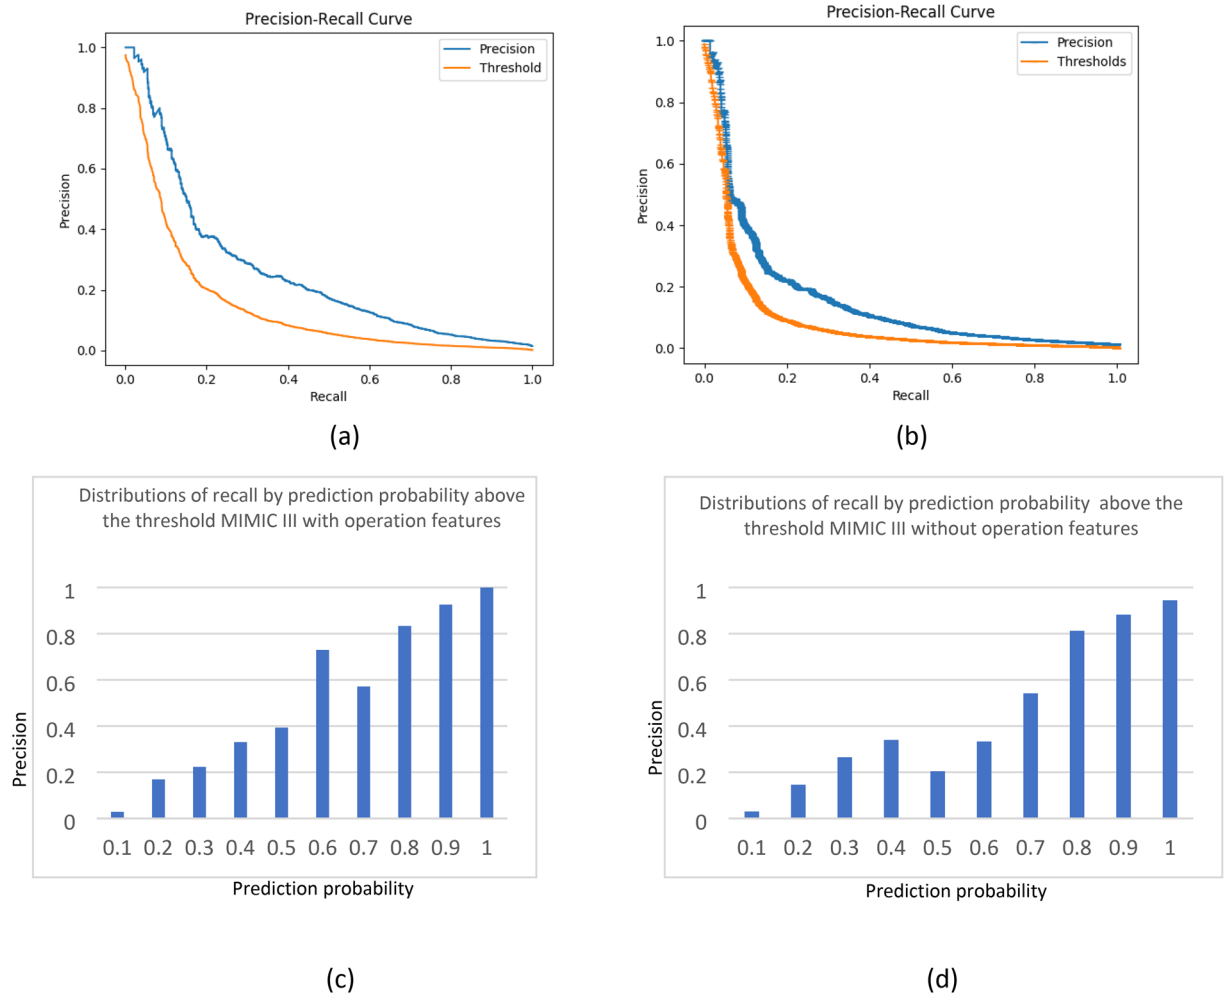 Precision-Recall Curve
Precision
Threshold
1.0
0.8
0.6
0.4
0.2
0.0
Precision
0.0 0.2 0.4 0.6 0.8 1.0
Recall
(a)
Precision-Recall Curve
Precision
Thresholds
1.0
0.8
0.6
0.4
0.2
0.0
Precision
0.0 0.2 0.4 0.6 0.8 1.0
Recall
(b)
Distributions of recall by prediction probability above
the threshold MIMIC III with operation features
1
0.8
0.6
0.4
0.2
0
Precision
0.1 0.2 0.3 0.4 0.5 0.6 0.7 0.8 0.9 1
Prediction probability
(c)
Distributions of recall by prediction probability above the
threshold MIMIC III without operation features
1
0.8
0.6
0.4
0.2
0
Precision
0.1 0.2 0.3 0.4 0.5 0.6 0.7 0.8 0.9 1
Prediction probability
(d)